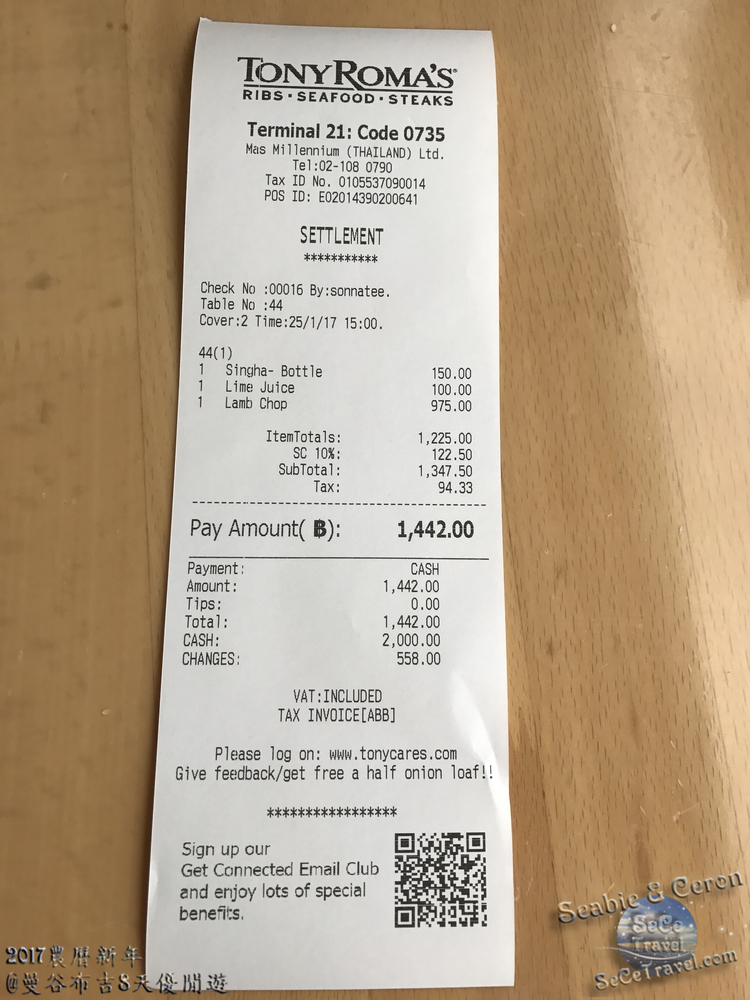 TONY ROMA'S®
RIBS • SEAFOOD • STEAKS
Terminal 21: Code 0735
Mas Millennium (THAILAND) Ltd.
Tel:02-108 0790
Tax ID No. 0105537090014
POS ID: E02014390200641
SETTLEMENT
***********
Check No :00016 By:sonnatee.
Table No :44
Cover:2 Time:25/1/17 15:00.
44(1)
1 Singha- Bottle 150.00
1 Lime Juice 100.00
1 Lamb Chop 975.00
ItemTotals: 1,225.00
SC 10%: 122.50
SubTotal: 1,347.50
Tax: 94.33
Pay Amount( ฿): 1,442.00
Payment: CASH
Amount: 1,442.00
Tips: 0.00
Total: 1,442.00
CASH: 2,000.00
CHANGES: 558.00
VAT:INCLUDED
TAX INVOICE[ABB]
Please log on: www.tonycares.com
Give feedback/get free a half onion loaf!!
*****************
Sign up our
Get Connected Email Club
and enjoy lots of special
benefits.
Seabie & Ceron
SeCe
Travel
SeCeTravel.com
2017農曆新年
@曼谷布吉8天優閒遊